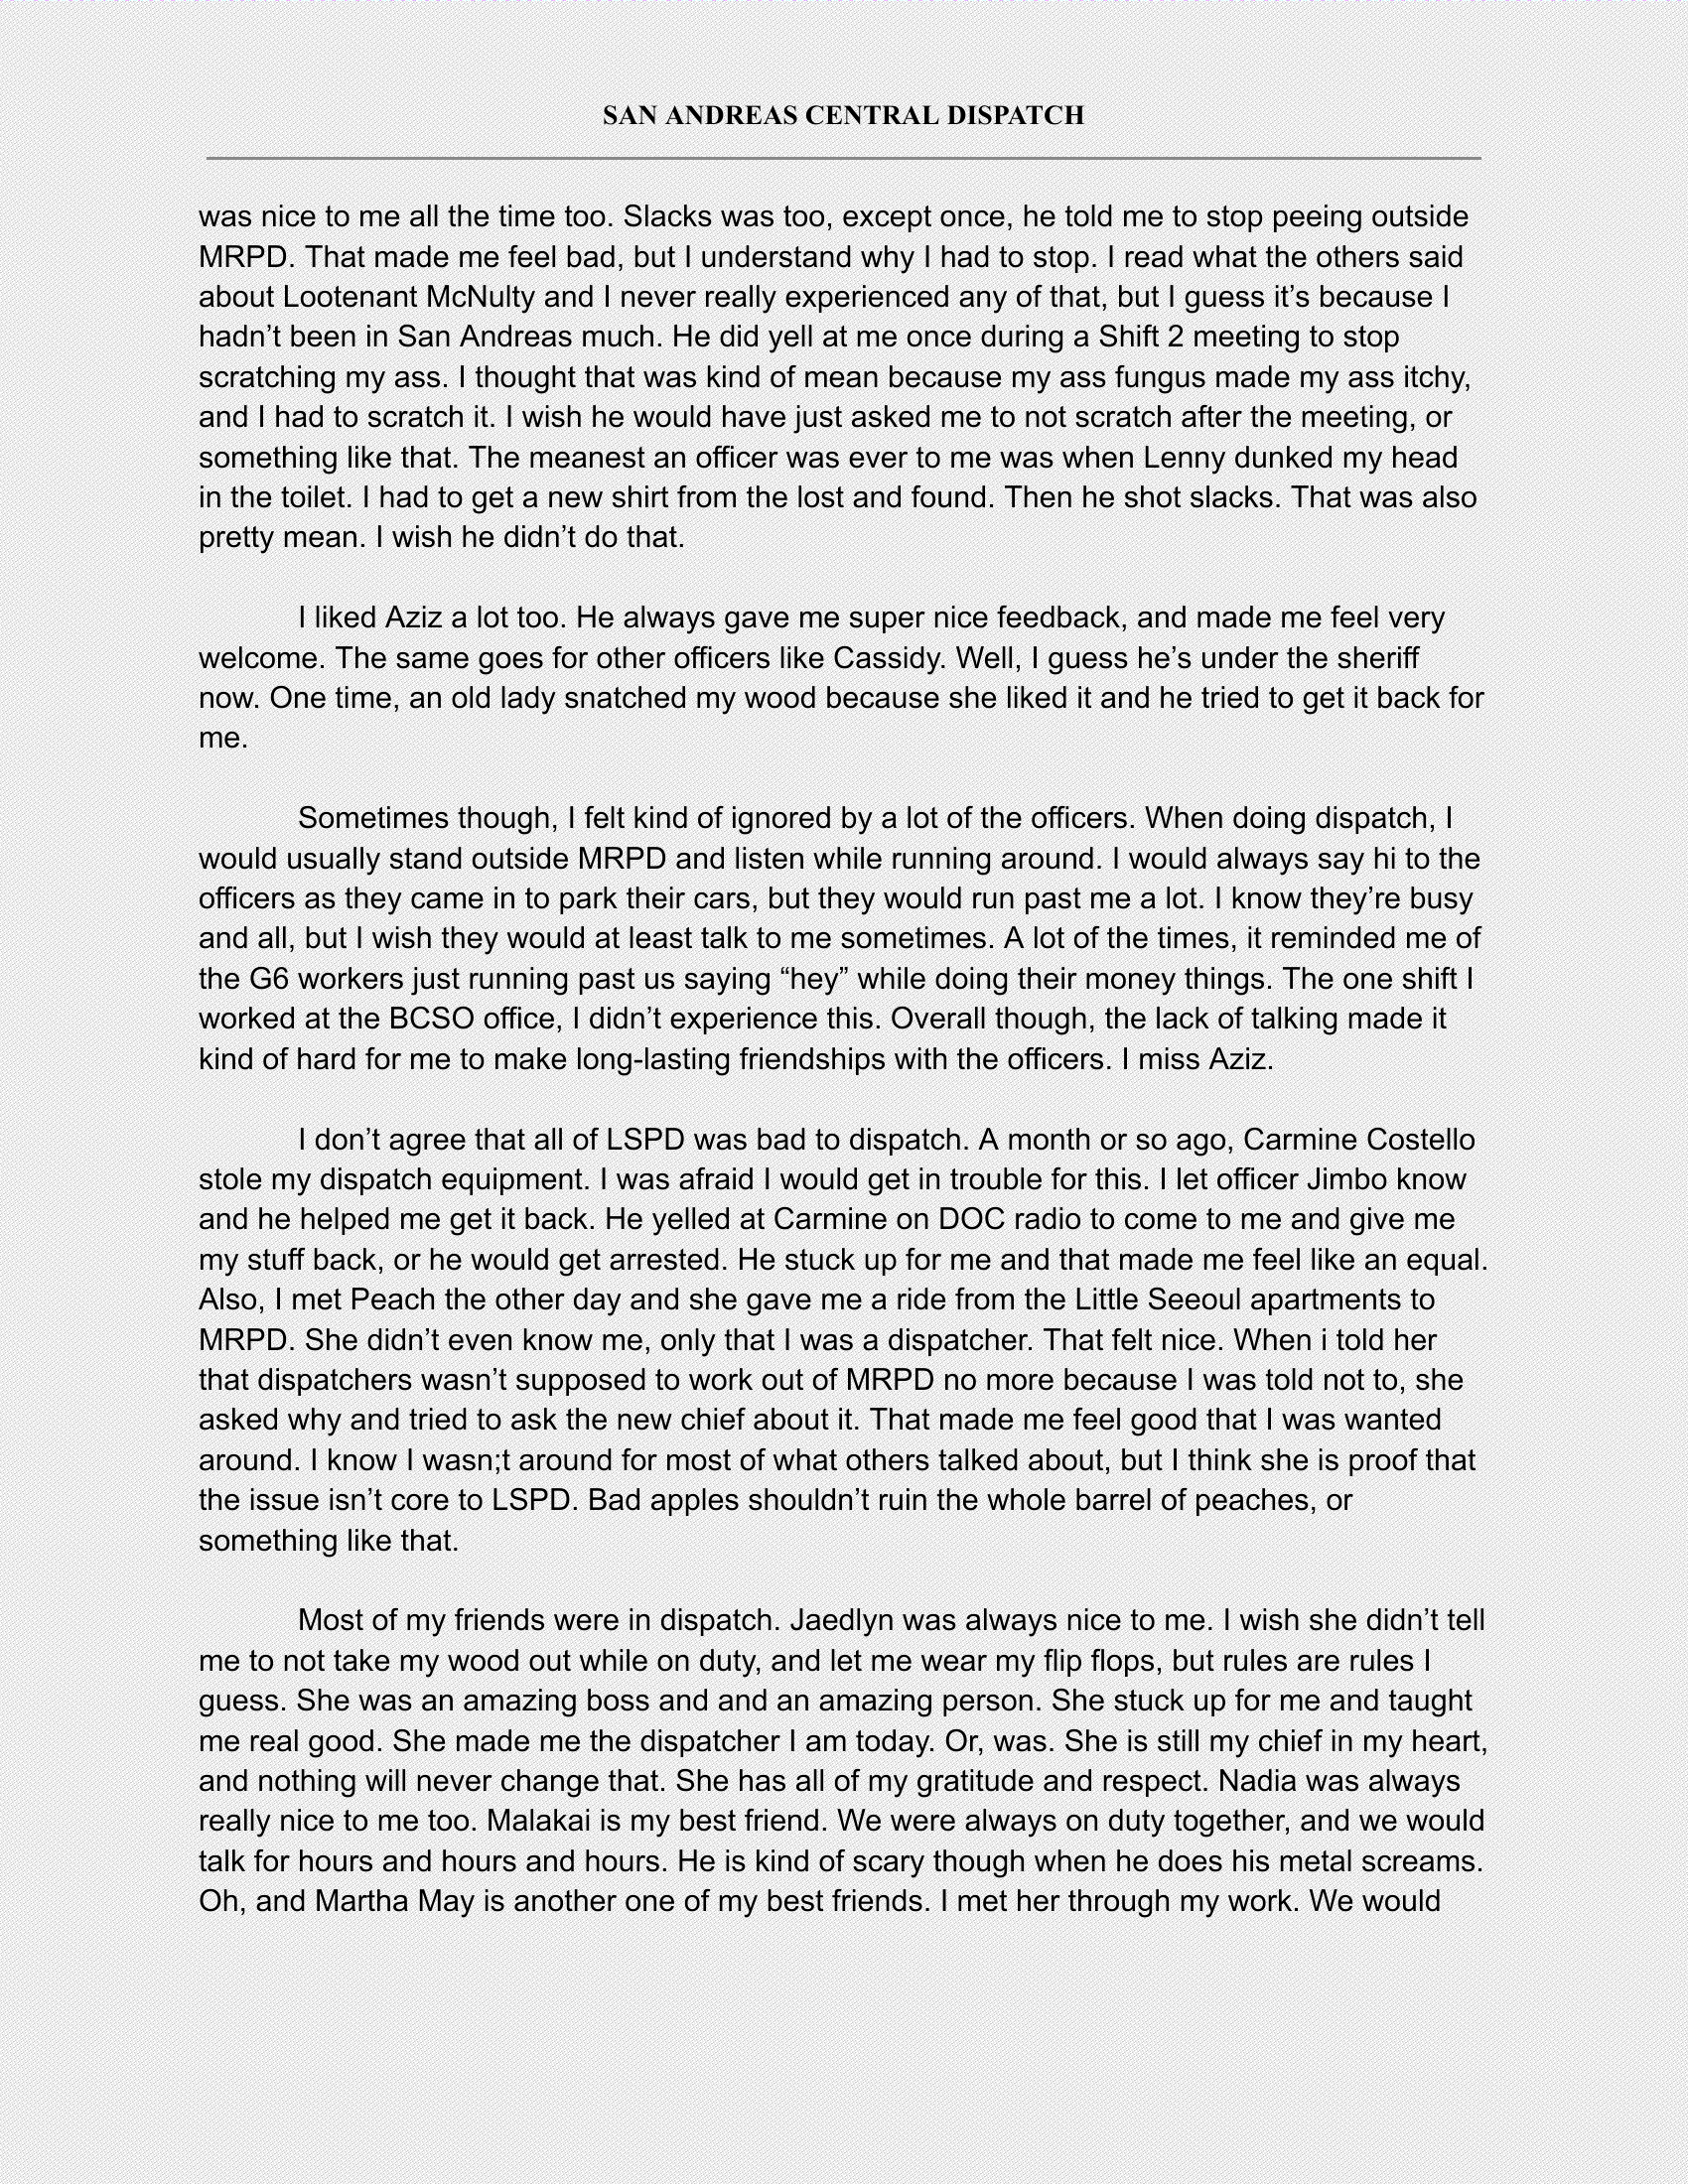 SAN ANDREAS CENTRAL DISPATCH
was nice to me all the time too. Slacks was too, except once, he told me to stop peeing outside
MRPD. That made me feel bad, but I understand why I had to stop. I read what the others said
about Lootenant McNulty and I never really experienced any of that, but I guess it’s because I
hadn’t been in San Andreas much. He did yell at me once during a Shift 2 meeting to stop
scratching my ass. I thought that was kind of mean because my ass fungus made my ass itchy,
and I had to scratch it. I wish he would have just asked me to not scratch after the meeting, or
something like that. The meanest an officer was ever to me was when Lenny dunked my head
in the toilet. I had to get a new shirt from the lost and found. Then he shot slacks. That was also
pretty mean. I wish he didn’t do that.
I liked Aziz a lot too. He always gave me super nice feedback, and made me feel very
welcome. The same goes for other officers like Cassidy. Well, I guess he’s under the sheriff
now. One time, an old lady snatched my wood because she liked it and he tried to get it back for
me.
Sometimes though, I felt kind of ignored by a lot of the officers. When doing dispatch, I
would usually stand outside MRPD and listen while running around. I would always say hi to the
officers as they came in to park their cars, but they would run past me a lot. I know they’re busy
and all, but I wish they would at least talk to me sometimes. A lot of the times, it reminded me of
the G6 workers just running past us saying “hey” while doing their money things. The one shift I
worked at the BCSO office, I didn’t experience this. Overall though, the lack of talking made it
kind of hard for me to make long-lasting friendships with the officers. I miss Aziz.
I don’t agree that all of LSPD was bad to dispatch. A month or so ago, Carmine Costello
stole my dispatch equipment. I was afraid I would get in trouble for this. I let officer Jimbo know
and he helped me get it back. He yelled at Carmine on DOC radio to come to me and give me
my stuff back, or he would get arrested. He stuck up for me and that made me feel like an equal.
Also, I met Peach the other day and she gave me a ride from the Little Seeoul apartments to
MRPD. She didn’t even know me, only that I was a dispatcher. That felt nice. When i told her
that dispatchers wasn’t supposed to work out of MRPD no more because I was told not to, she
asked why and tried to ask the new chief about it. That made me feel good that I was wanted
around. I know I wasn;t around for most of what others talked about, but I think she is proof that
the issue isn’t core to LSPD. Bad apples shouldn’t ruin the whole barrel of peaches, or
something like that.
Most of my friends were in dispatch. Jaedlyn was always nice to me. I wish she didn’t tell
me to not take my wood out while on duty, and let me wear my flip flops, but rules are rules I
guess. She was an amazing boss and and an amazing person. She stuck up for me and taught
me real good. She made me the dispatcher I am today. Or, was. She is still my chief in my heart,
and nothing will never change that. She has all of my gratitude and respect. Nadia was always
really nice to me too. Malakai is my best friend. We were always on duty together, and we would
talk for hours and hours and hours. He is kind of scary though when he does his metal screams.
Oh, and Martha May is another one of my best friends. I met her through my work. We would